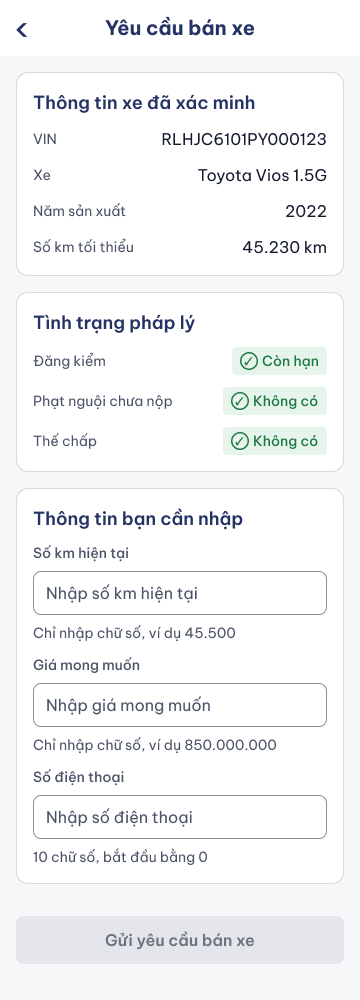 Yêu cầu bán xe
Thông tin xe đã xác minh
VIN RLHJC6101PY000123
Xe Toyota Vios 1.5G
Năm sản xuất 2022
Số km tối thiểu 45.230 km
Tình trạng pháp lý
Đăng kiểm Còn hạn
Phạt nguội chưa nộp Không có
Thế chấp Không có
Thông tin bạn cần nhập
Số km hiện tại
Nhập số km hiện tại
Chỉ nhập chữ số, ví dụ 45.500
Giá mong muốn
Nhập giá mong muốn
Chỉ nhập chữ số, ví dụ 850.000.000
Số điện thoại
Nhập số điện thoại
10 chữ số, bắt đầu bằng 0
Gửi yêu cầu bán xe